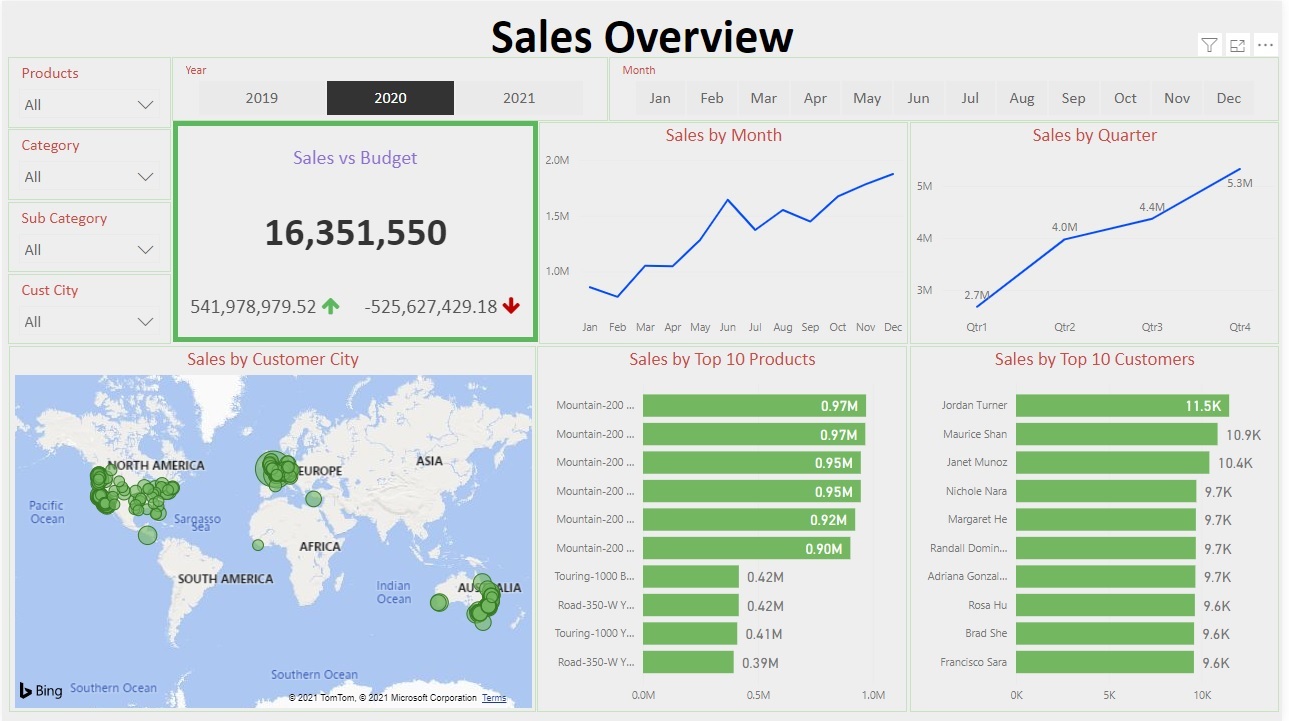 Sales Overview
Products
All
Year
2019 2020 2021
Month
Jan Feb Mar Apr May Jun Jul Aug Sep Oct Nov Dec
Category
All
Sub Category
All
Cust City
All
Sales vs Budget
16,351,550
541,978,979.52 -525,627,429.18
Sales by Month
2.0M
1.5M
1.0M
Jan Feb Mar Apr May Jun Jul Aug Sep Oct Nov Dec
Sales by Quarter
5M
4M
3M
2.7M
4.0M
4.4M
5.3M
Qtr1 Qtr2 Qtr3 Qtr4
Sales by Customer City
NORTH AMERICA
EUROPE
ASIA
Pacific
Ocean
Sargasso
Sea
AFRICA
SOUTH AMERICA
Indian
Ocean
AUS ALIA
Southern Ocean
Southern Ocean
Bing
© 2021 TomTom, © 2021 Microsoft Corporation Terms
Sales by Top 10 Products
Mountain-200 ... 0.97M
Mountain-200 ... 0.97M
Mountain-200 ... 0.95M
Mountain-200 ... 0.95M
Mountain-200 ... 0.92M
Mountain-200 ... 0.90M
Touring-1000 B... 0.42M
Road-350-W Y... 0.42M
Touring-1000 Y... 0.41M
Road-350-W Y... 0.39M
0.0M 0.5M 1.0M
Sales by Top 10 Customers
Jordan Turner 11.5K
Maurice Shan 10.9K
Janet Munoz 10.4K
Nichole Nara 9.7K
Margaret He 9.7K
Randall Domin... 9.7K
Adriana Gonzal... 9.7K
Rosa Hu 9.6K
Brad She 9.6K
Francisco Sara 9.6K
0K 5K 10K